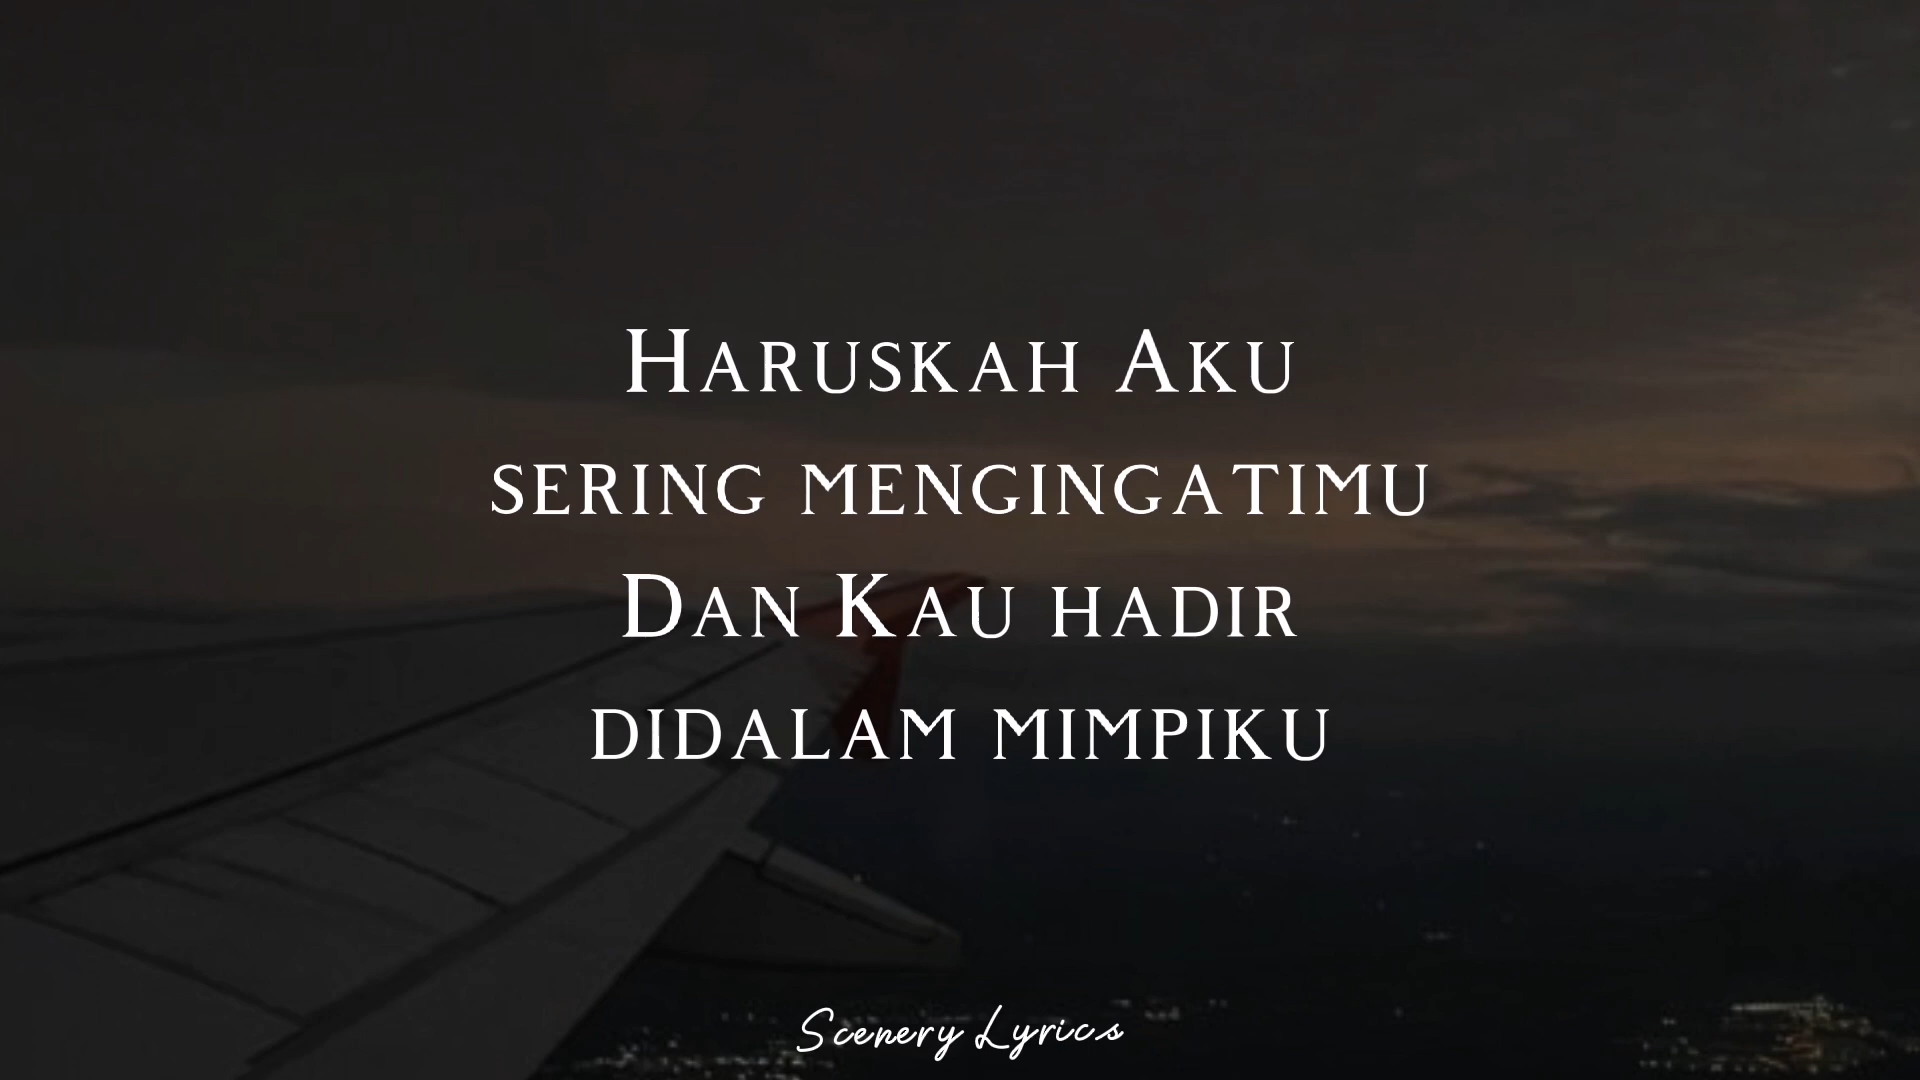 Haruskah Aku
sering mengingatimu
Dan Kau hadir
didalam mimpiku
Scenery Lyrics